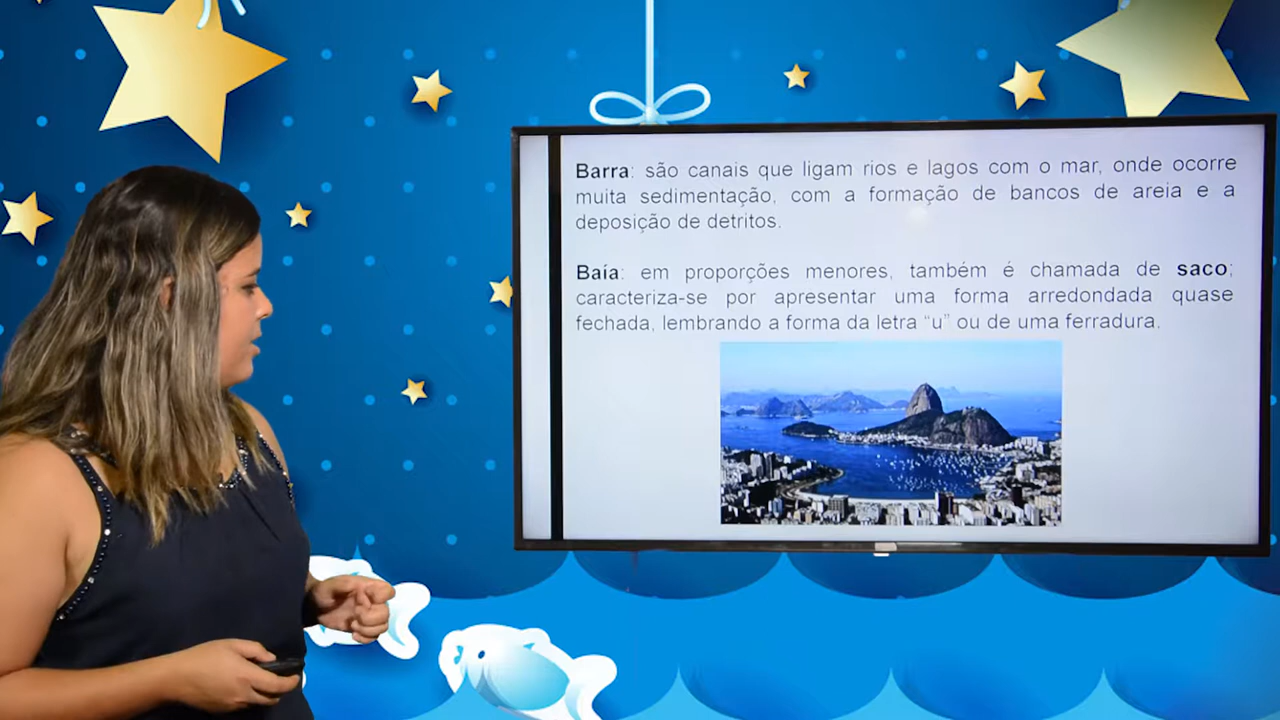 Barra: são canais que ligam rios e lagos com o mar, onde ocorre
muita sedimentação, com a formação de bancos de areia e a
deposição de detritos.
Baía: em proporções menores, também é chamada de saco;
caracteriza-se por apresentar uma forma arredondada quase
fechada, lembrando a forma da letra “u” ou de uma ferradura.